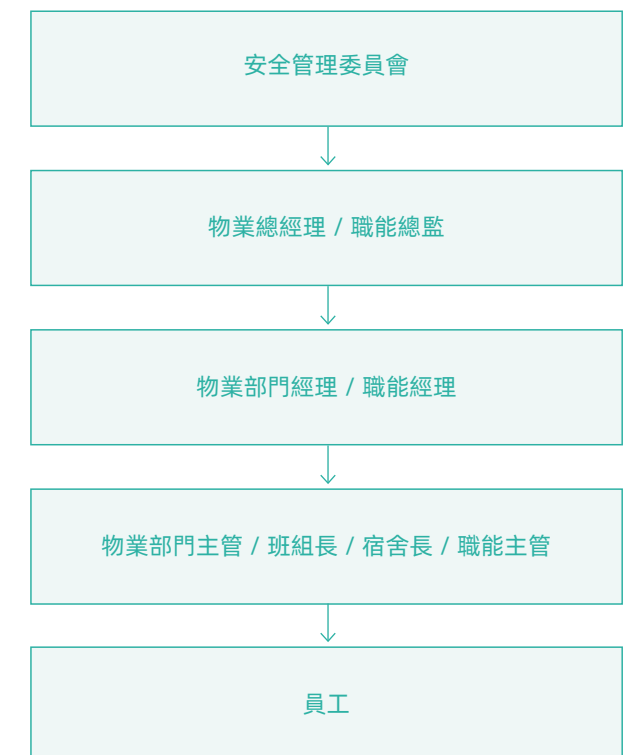 安全管理委員會
物業總經理 / 職能總監
物業部門經理 / 職能經理
物業部門主管 / 班組長 / 宿舍長 / 職能主管
員工